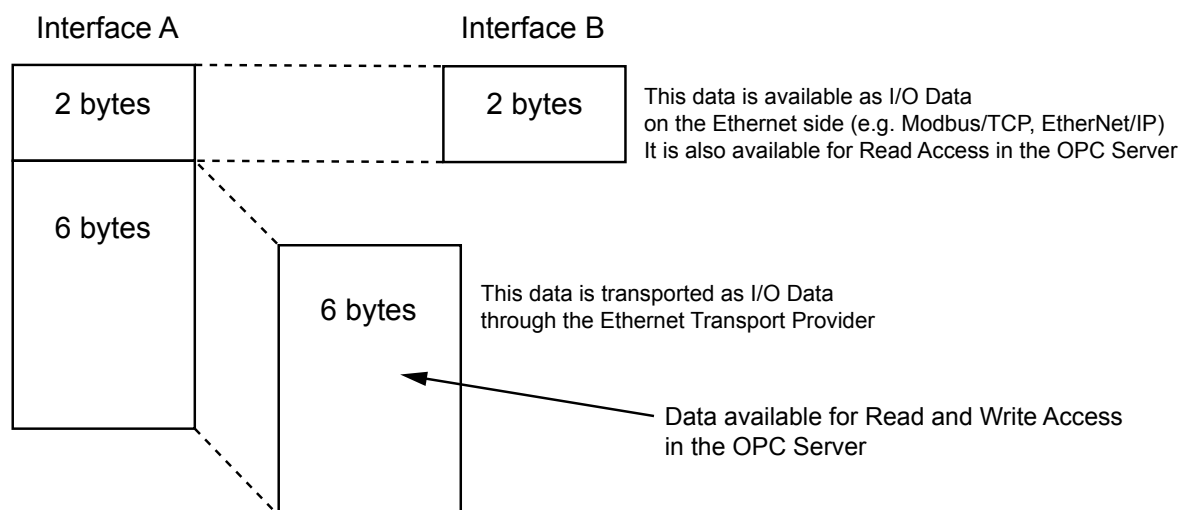 Interface A
Interface B
2 bytes
2 bytes
This data is available as I/O Data
on the Ethernet side (e.g. Modbus/TCP, EtherNet/IP)
It is also available for Read Access in the OPC Server
6 bytes
6 bytes
This data is transported as I/O Data
through the Ethernet Transport Provider
Data available for Read and Write Access
in the OPC Server